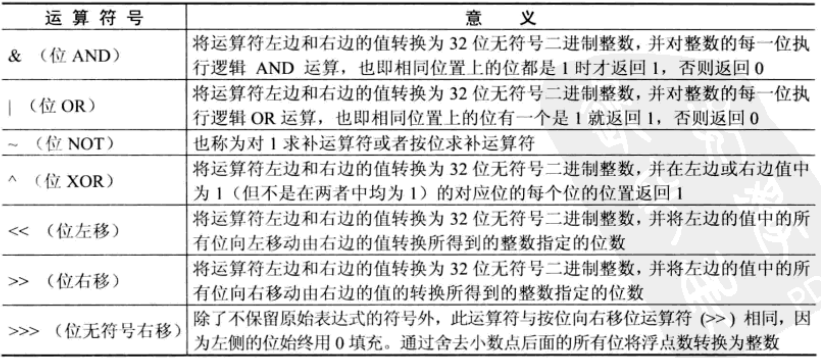 运算符号 意义
& （位 AND） 将运算符左边和右边的值转换为 32 位无符号二进制整数，并对整数的每一位执
行逻辑 AND 运算，也即相同位置上的位都是 1 时才返回 1，否则返回 0
| （位 OR） 将运算符左边和右边的值转换为 32 位无符号二进制整数，并对整数的每一位执
行逻辑 OR 运算，也即相同位置上的位有一个是 1 就返回 1，否则返回 0
~ （位 NOT） 也称为对 1 求补运算符或者按位求补运算符
^ （位 XOR） 将运算符左边和右边的值转换为 32 位无符号二进制整数，并在左边或右边值中
为 1（但不是在两者中均为 1）的对应位的每个位的位置返回 1
<< （位左移） 将运算符左边和右边的值转换为 32 位无符号二进制整数，并将左边的值中的所
有位向左移动由右边的值转换所得到的整数指定的位数
>> （位右移） 将运算符左边和右边的值转换为 32 位无符号二进制整数，并将左边的值中的所
有位向右移动由右边的值的转换所得到的整数指定的位数
>>> （位无符号右移） 除了不保留原始表达式的符号外，此运算符与按位向右移位运算符 (>>) 相同，因
为左侧的位始终用 0 填充。通过舍去小数点后面的所有位将浮点数转换为整数